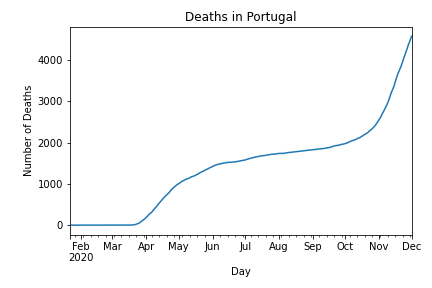 Deaths in Portugal
Number of Deaths
4000
3000
2000
1000
0
Feb Mar Apr May Jun Jul Aug Sep Oct Nov Dec
2020
Day